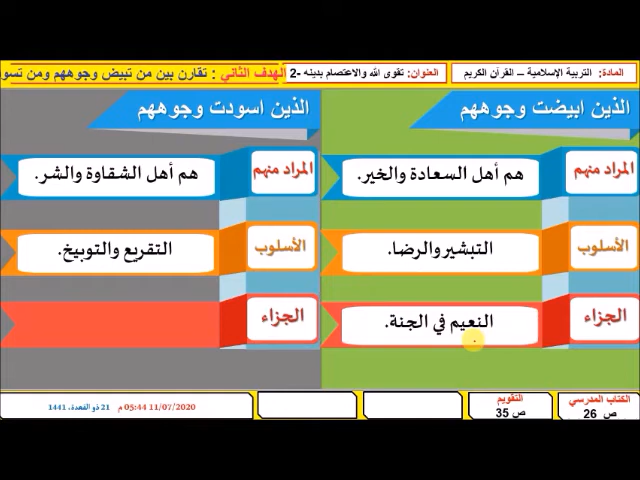 المادة: التربية الإسلامية – القرآن الكريم
العنوان: تقوى الله والاعتصام بدينه -2
الهدف الثاني : تقارن بين من تبيض وجوههم ومن تسو
الذين ابيضت وجوههم
المراد منهم
هم أهل السعادة والخير.
الأسلوب
التبشير والرضا.
الجزاء
النعيم في الجنة.
الذين اسودت وجوههم
المراد منهم
هم أهل الشقاوة والشر.
الأسلوب
التقريع والتوبيخ.
الجزاء
الكتاب المدرسي
ص 26
التقويم
ص 35
11/07/2020 05:44 م
21 ذو القعدة، 1441